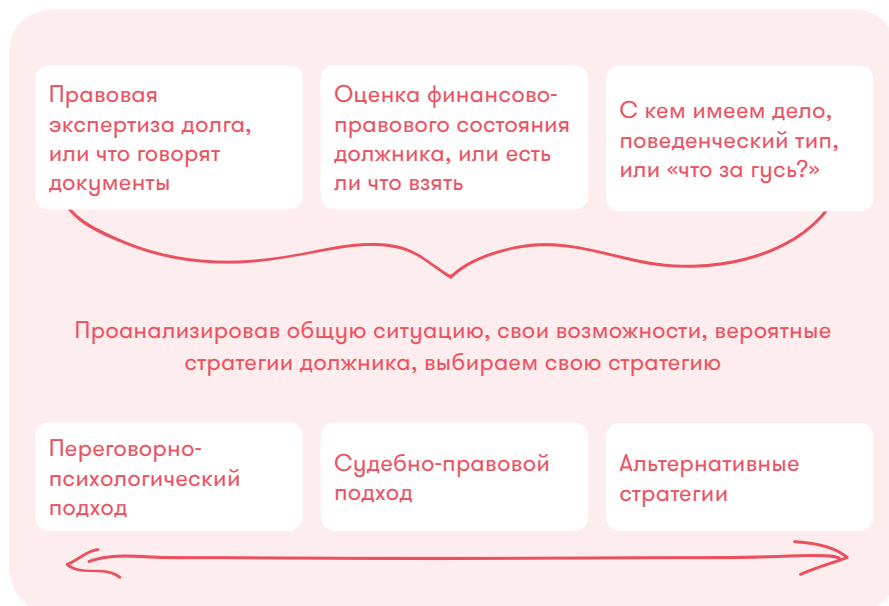 Правовая
экспертиза долга,
или что говорят
документы
Оценка финансово-
правового состояния
должника, или есть
ли что взять
С кем имеем дело,
поведенческий тип,
или «что за гусь?»
Проанализировав общую ситуацию, свои возможности, вероятные
стратегии должника, выбираем свою стратегию
Переговорно-
психологический
подход
Судебно-правовой
подход
Альтернативные
стратегии